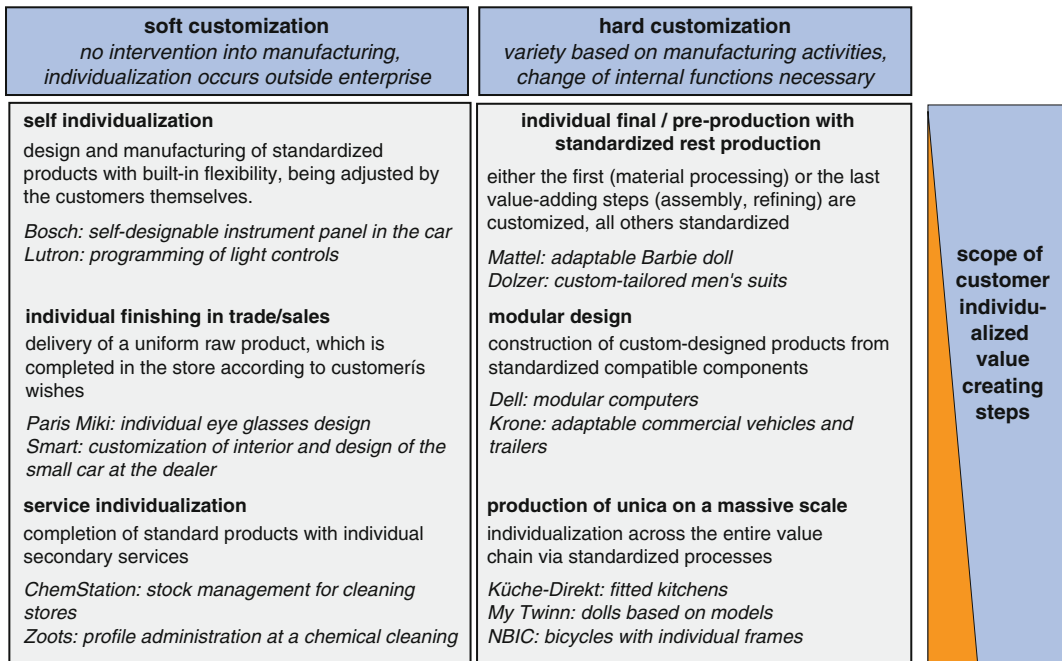 soft customization
no intervention into manufacturing,
individualization occurs outside enterprise
hard customization
variety based on manufacturing activities,
change of internal functions necessary
self individualization
design and manufacturing of standardized
products with built-in flexibility, being adjusted by
the customers themselves.
Bosch: self-designable instrument panel in the car
Lutron: programming of light controls
individual finishing in trade/sales
delivery of a uniform raw product, which is
completed in the store according to customerís
wishes
Paris Miki: individual eye glasses design
Smart: customization of interior and design of the
small car at the dealer
service individualization
completion of standard products with individual
secondary services
ChemStation: stock management for cleaning
stores
Zoots: profile administration at a chemical cleaning
individual final / pre-production with
standardized rest production
either the first (material processing) or the last
value-adding steps (assembly, refining) are
customized, all others standardized
Mattel: adaptable Barbie doll
Dolzer: custom-tailored men's suits
modular design
construction of custom-designed products from
standardized compatible components
Dell: modular computers
Krone: adaptable commercial vehicles and
trailers
production of unica on a massive scale
individualization across the entire value
chain via standardized processes
Küche-Direkt: fitted kitchens
My Twinn: dolls based on models
NBIC: bicycles with individual frames
scope of
customer
individu-
alized
value
creating
steps